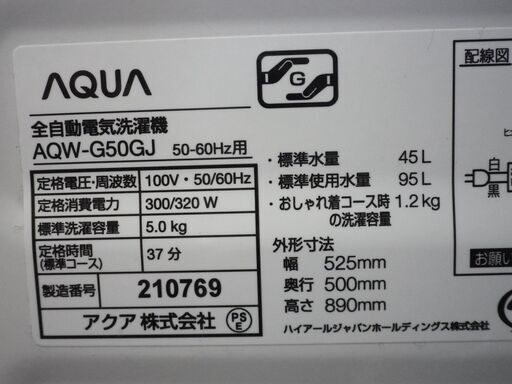 AQUA
G
全自動電気洗濯機
AQW-G50GJ 50-60Hz用
定格電圧・周波数 100V・50/60Hz
定格消費電力 300/320 W
標準洗濯容量 5.0 kg
定格時間 37 分
(標準コース)
製造番号 210769
アクア 株式会社 PSE
・標準水量 45L
・標準使用水量 95L
・おしゃれ着コース時 1.2kg
の洗濯容量
外形寸法
幅 525mm
奥行 500mm
高さ 890mm
ハイアールジャパンホールディングス株式会社
配線図
白
黒
お願い